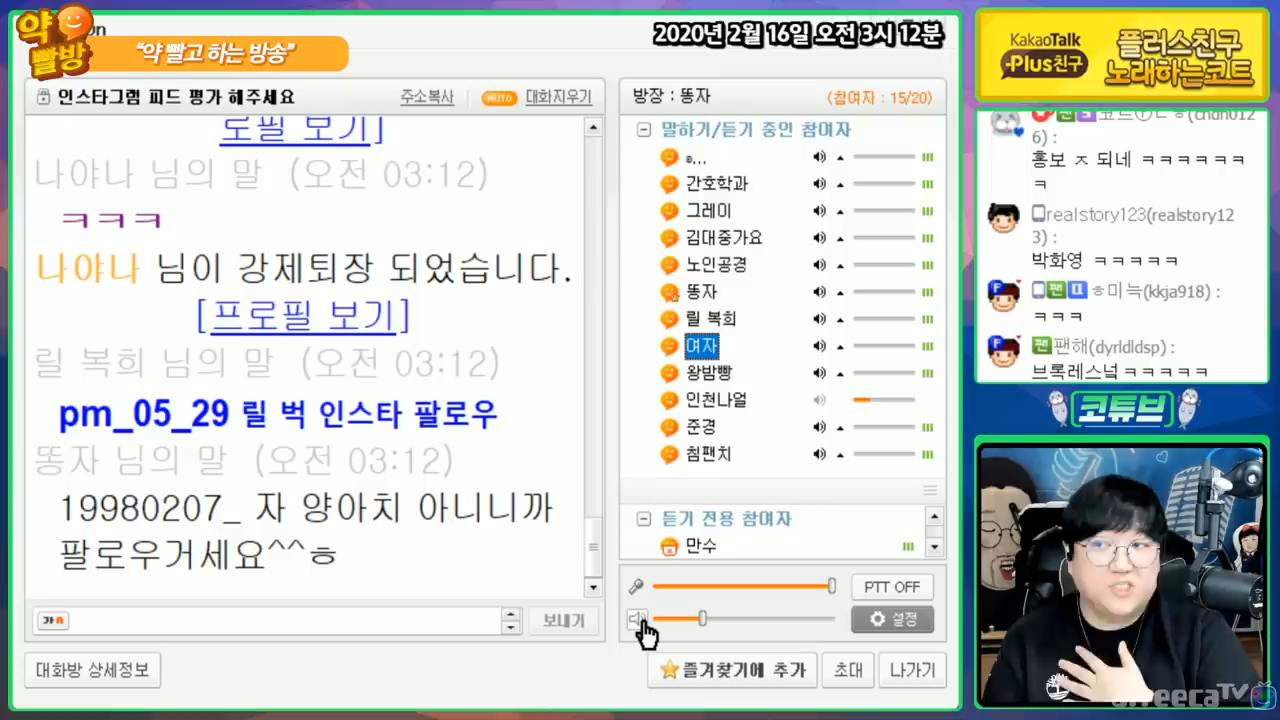 약빨방
on
“약 빨고 하는 방송”
2020년 2월 16일 오전 3시 12분
인스타그램 피드 평가 해주세요
주소복사
AUTO 대화지우기
로필 보기]
나야나 님의 말 (오전 03:12)
ㅋㅋㅋ
나야나 님이 강제퇴장 되었습니다.
[프로필 보기]
릴 복희 님의 말 (오전 03:12)
pm_05_29 릴 벅 인스타 팔로우
똥자 님의 말 (오전 03:12)
19980207_ 자 양아치 아니니까
팔로우거세요^^ㅎ
가
보내기
대화방 상세정보
방장 : 똥자
(참여자 : 15/20)
말하기/듣기 중인 참여자
ⓔ...
간호학과
그레이
김대중가요
노인공경
똥자
릴 복희
여자
왕밤빵
인천나얼
준경
침팬치
듣기 전용 참여자
만수
PTT OFF
설정
즐겨찾기에 추가
초대
나가기
KakaoTalk
Plus친구
플러스친구
노래하는코트
6) :
홍보 ㅈ 되네 ㅋㅋㅋㅋㅋㅋ
ㅋ
realstory123(realstory12
3) :
박화영 ㅋㅋㅋㅋㅋ
팬 ㅎ미늑(kkja918) :
ㅋㅋㅋ
팬 팬해(dyrldldsp) :
브록레스넠ㅋㅋㅋㅋㅋ
코튜브
freecaTV